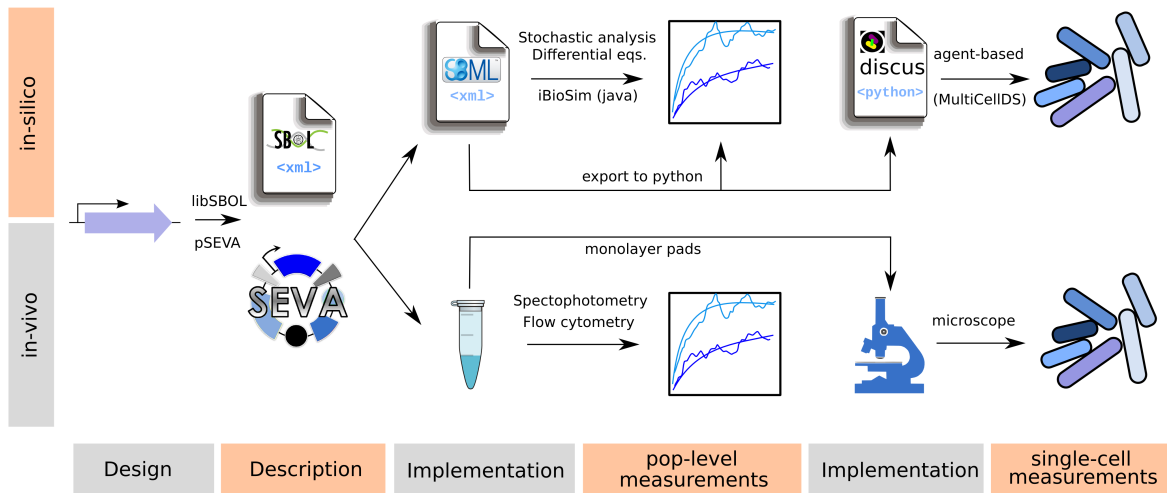 in-silico
in-vivo
libSBOL
pSEVA
SBOL
<xml>
SEVA
SBML
<xml>
Stochastic analysis
Differential eqs.
iBioSim (java)
export to python
discus
<python>
agent-based
(MultiCellDS)
monolayer pads
Spectophotometry
Flow cytometry
microscope
Design
Description
Implementation
pop-level
measurements
Implementation
single-cell
measurements